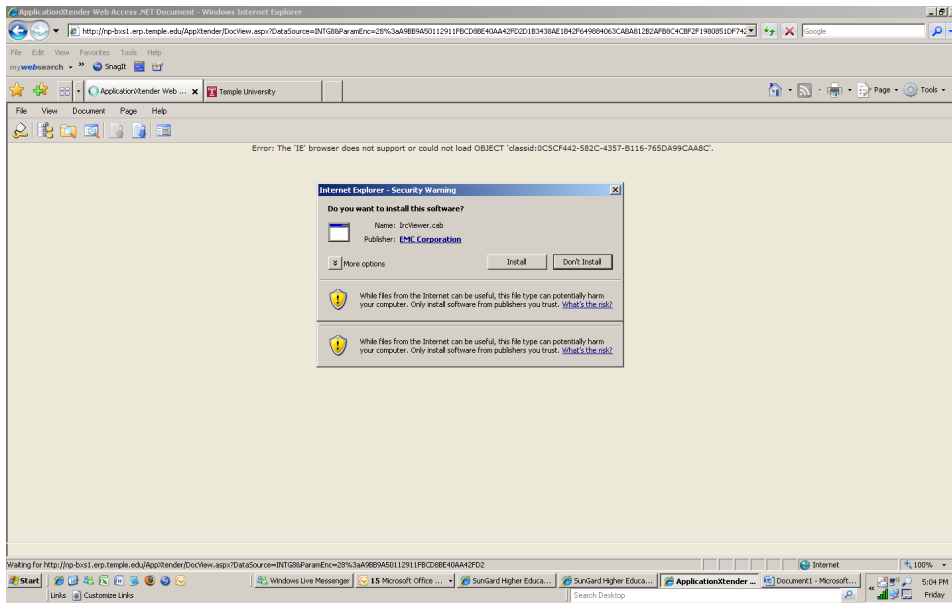 ApplicationXtender Web Access .NET Document - Windows Internet Explorer
http://np-bxs1.erp.temple.edu/AppXtender/DocView.aspx?DataSource=INTG8&ParamEnc=28%3aA9BB9A50112911FBCD8BE40AA42FD2D1B3438AE1B42F649884063CABA812B2AFB8C4CBF2F1980851DF742
Google
File Edit View Favorites Tools Help
mywebsearch » SnagIt
ApplicationXtender Web ... x Temple University
Page Tools
File View Document Page Help
Error: The 'IE' browser does not support or could not load OBJECT 'classid:0C5CF442-582C-4357-B116-765DA99CAA8C'.
Internet Explorer - Security Warning
Do you want to install this software?
Name: IrcViewer.cab
Publisher: EMC Corporation
More options
Install
Don't Install
While files from the Internet can be useful, this file type can potentially harm
your computer. Only install software from publishers you trust. What's the risk?
While files from the Internet can be useful, this file type can potentially harm
your computer. Only install software from publishers you trust. What's the risk?
Waiting for http://np-bxs1.erp.temple.edu/AppXtender/DocView.aspx?DataSource=INTG8&ParamEnc=28%3aA9BB9A50112911FBCD8BE40AA42FD2
Internet
100%
Start
Windows Live Messenger
15 Microsoft Office ...
SunGard Higher Educa...
SunGard Higher Educa...
ApplicationXtender ...
Document1 - Microsoft...
5:04 PM
Links Customize Links
Search Desktop
Friday